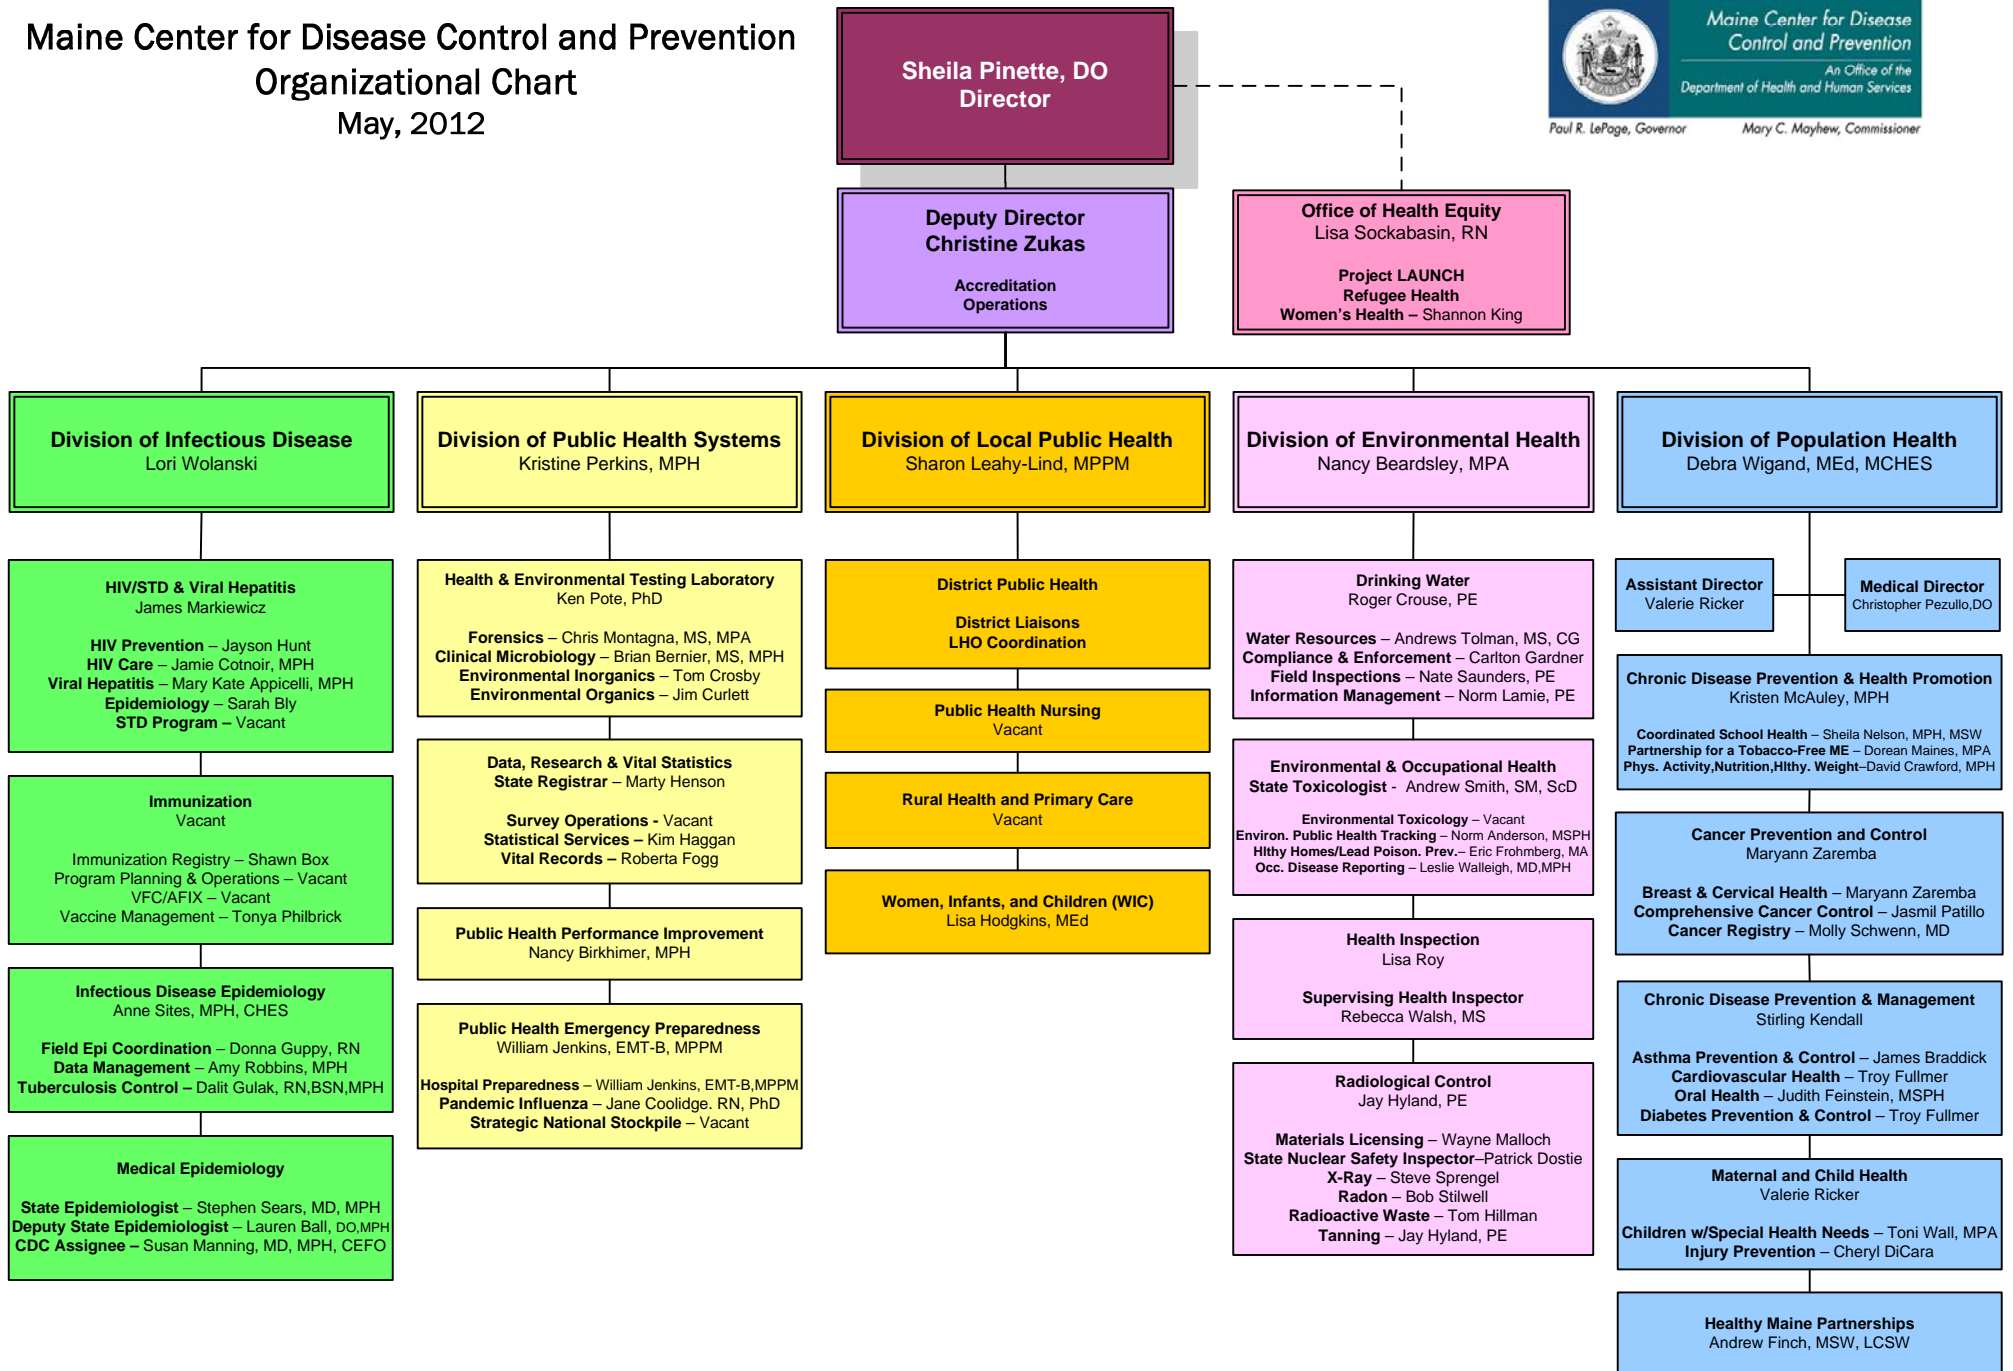 Maine Center for Disease Control and Prevention
Organizational Chart
May, 2012
Sheila Pinette, DO
Director
Maine Center for Disease
Control and Prevention
An Office of the
Department of Health and Human Services
Paul R. LePage, Governor
Mary C. Mayhew, Commissioner
Deputy Director
Christine Zukas
Accreditation
Operations
Office of Health Equity
Lisa Sockabasin, RN
Project LAUNCH
Refugee Health
Women's Health – Shannon King
Division of Infectious Disease
Lori Wolanski
HIV/STD & Viral Hepatitis
James Markiewicz
HIV Prevention – Jayson Hunt
HIV Care – Jamie Cotnoir, MPH
Viral Hepatitis – Mary Kate Appicelli, MPH
Epidemiology – Sarah Bly
STD Program – Vacant
Immunization
Vacant
Immunization Registry – Shawn Box
Program Planning & Operations – Vacant
VFC/AFIX – Vacant
Vaccine Management – Tonya Philbrick
Infectious Disease Epidemiology
Anne Sites, MPH, CHES
Field Epi Coordination – Donna Guppy, RN
Data Management – Amy Robbins, MPH
Tuberculosis Control – Dalit Gulak, RN,BSN,MPH
Medical Epidemiology
State Epidemiologist – Stephen Sears, MD, MPH
Deputy State Epidemiologist – Lauren Ball, DO,MPH
CDC Assignee – Susan Manning, MD, MPH, CEFO
Division of Public Health Systems
Kristine Perkins, MPH
Health & Environmental Testing Laboratory
Ken Pote, PhD
Forensics – Chris Montagna, MS, MPA
Clinical Microbiology – Brian Bernier, MS, MPH
Environmental Inorganics – Tom Crosby
Environmental Organics – Jim Curlett
Data, Research & Vital Statistics
State Registrar – Marty Henson
Survey Operations - Vacant
Statistical Services – Kim Haggan
Vital Records – Roberta Fogg
Public Health Performance Improvement
Nancy Birkhimer, MPH
Public Health Emergency Preparedness
William Jenkins, EMT-B, MPPM
Hospital Preparedness – William Jenkins, EMT-B,MPPM
Pandemic Influenza – Jane Coolidge. RN, PhD
Strategic National Stockpile – Vacant
Division of Local Public Health
Sharon Leahy-Lind, MPPM
District Public Health
District Liaisons
LHO Coordination
Public Health Nursing
Vacant
Rural Health and Primary Care
Vacant
Women, Infants, and Children (WIC)
Lisa Hodgkins, MEd
Division of Environmental Health
Nancy Beardsley, MPA
Drinking Water
Roger Crouse, PE
Water Resources – Andrews Tolman, MS, CG
Compliance & Enforcement – Carlton Gardner
Field Inspections – Nate Saunders, PE
Information Management – Norm Lamie, PE
Environmental & Occupational Health
State Toxicologist - Andrew Smith, SM, ScD
Environmental Toxicology – Vacant
Environ. Public Health Tracking – Norm Anderson, MSPH
Hlthy Homes/Lead Poison. Prev.– Eric Frohmberg, MA
Occ. Disease Reporting – Leslie Walleigh, MD,MPH
Health Inspection
Lisa Roy
Supervising Health Inspector
Rebecca Walsh, MS
Radiological Control
Jay Hyland, PE
Materials Licensing – Wayne Malloch
State Nuclear Safety Inspector–Patrick Dostie
X-Ray – Steve Sprengel
Radon – Bob Stilwell
Radioactive Waste – Tom Hillman
Tanning – Jay Hyland, PE
Division of Population Health
Debra Wigand, MEd, MCHES
Assistant Director
Valerie Ricker
Medical Director
Christopher Pezullo,DO
Chronic Disease Prevention & Health Promotion
Kristen McAuley, MPH
Coordinated School Health – Sheila Nelson, MPH, MSW
Partnership for a Tobacco-Free ME – Dorean Maines, MPA
Phys. Activity,Nutrition,Hlthy. Weight–David Crawford, MPH
Cancer Prevention and Control
Maryann Zaremba
Breast & Cervical Health – Maryann Zaremba
Comprehensive Cancer Control – Jasmil Patillo
Cancer Registry – Molly Schwenn, MD
Chronic Disease Prevention & Management
Stirling Kendall
Asthma Prevention & Control – James Braddick
Cardiovascular Health – Troy Fullmer
Oral Health – Judith Feinstein, MSPH
Diabetes Prevention & Control – Troy Fullmer
Maternal and Child Health
Valerie Ricker
Children w/Special Health Needs – Toni Wall, MPA
Injury Prevention – Cheryl DiCara
Healthy Maine Partnerships
Andrew Finch, MSW, LCSW